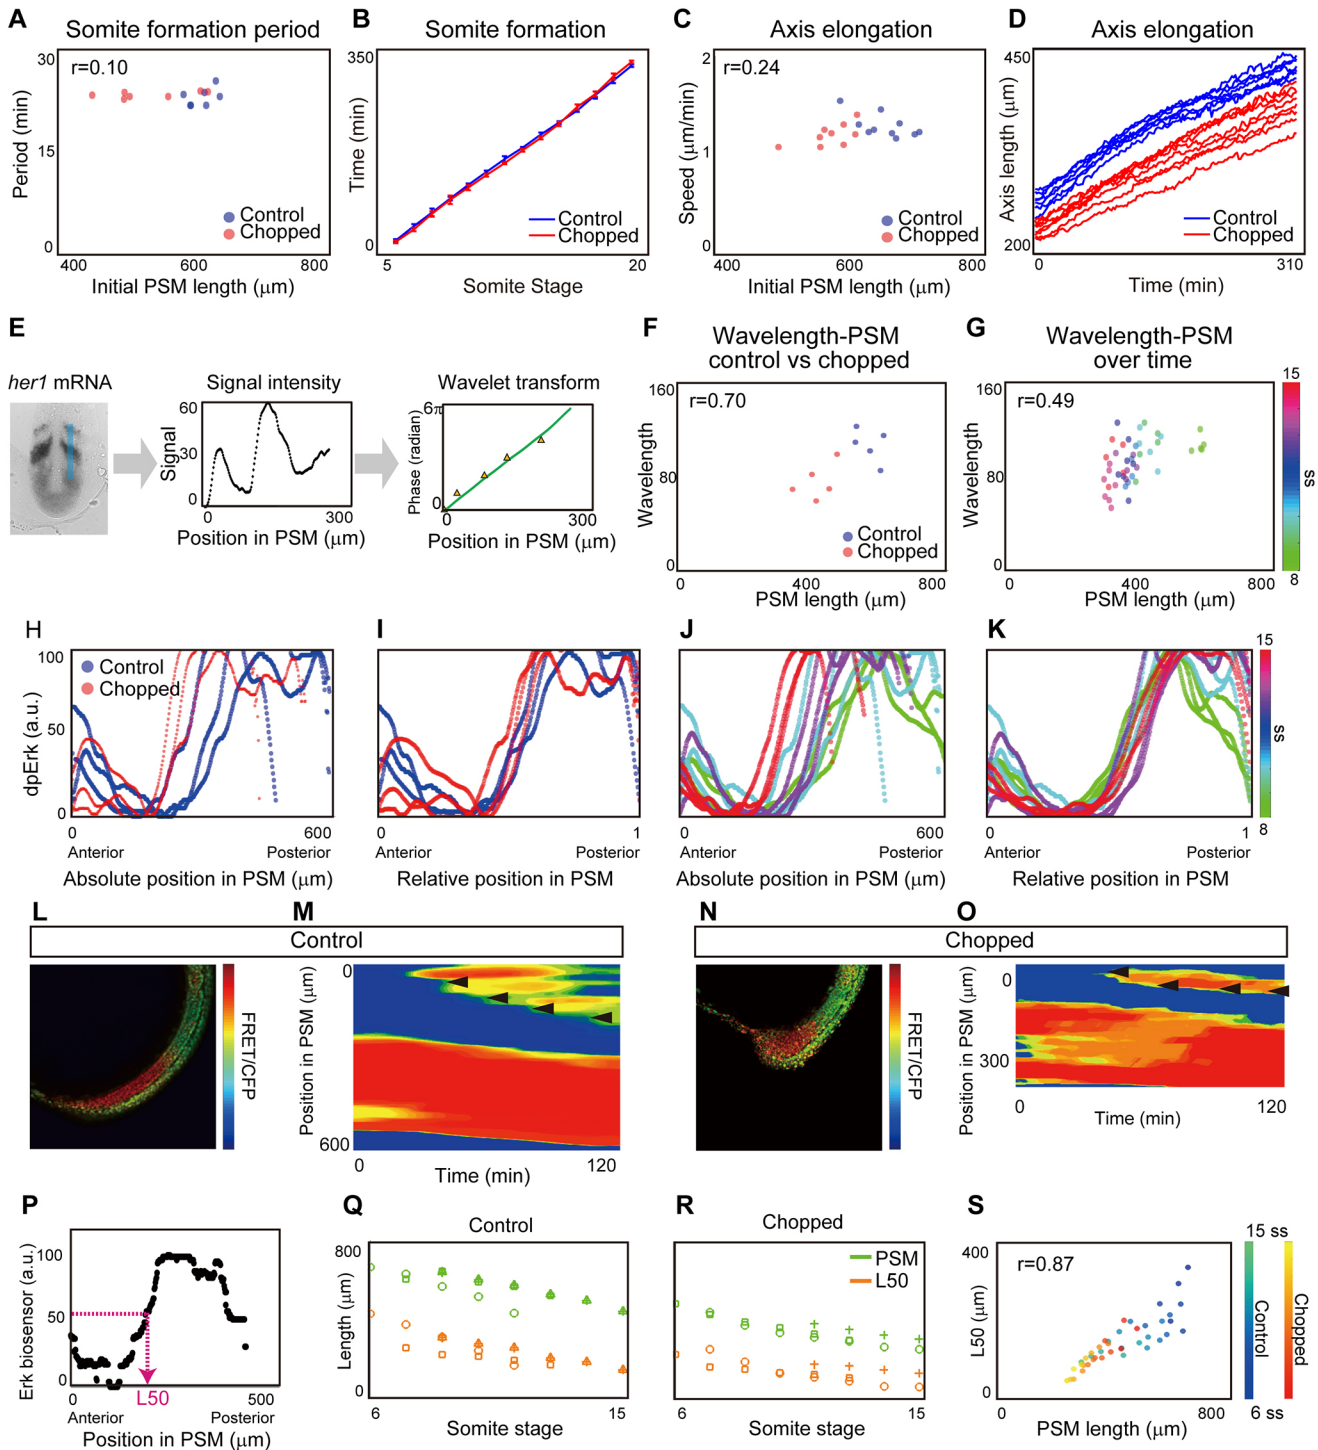 A
Somite formation period
30
r=0.10
15
0
Period (min)
Control
Chopped
400
600
800
Initial PSM length (μm)
B
Somite formation
350
0
Time (min)
Control
Chopped
5
20
Somite Stage
C
Axis elongation
2
r=0.24
1
0
Speed (μm/min)
Control
Chopped
400
600
800
Initial PSM length (μm)
D
Axis elongation
450
200
Axis length (μm)
Control
Chopped
0
310
Time (min)
E
her1 mRNA
Signal intensity
60
30
0
Signal
0
300
Position in PSM (μm)
Wavelet transform
6π
0
Phase (radian)
0
300
Position in PSM (μm)
F
Wavelength-PSM
control vs chopped
160
r=0.70
80
0
Wavelength
Control
Chopped
0
400
800
PSM length (μm)
G
Wavelength-PSM
over time
160
r=0.49
80
0
Wavelength
0
400
800
PSM length (μm)
15
ss
8
H
100
50
0
dpErk (a.u.)
Control
Chopped
0
600
Anterior
Posterior
Absolute position in PSM (μm)
I
0
1
Anterior
Posterior
Relative position in PSM
J
0
600
Anterior
Posterior
Absolute position in PSM (μm)
K
0
1
Anterior
Posterior
Relative position in PSM
15
ss
8
L
M
Control
FRET/CFP
0
600
Position in PSM (μm)
0
120
Time (min)
N
O
Chopped
FRET/CFP
0
300
Position in PSM (μm)
0
120
Time (min)
P
100
50
0
Erk biosensor (a.u.)
0
L50
500
Anterior
Posterior
Position in PSM (μm)
Q
Control
800
0
Length (μm)
6
15
Somite stage
R
Chopped
PSM
L50
6
15
Somite stage
S
400
r=0.87
0
L50 (μm)
0
400
800
PSM length (μm)
15 ss
Control
Chopped
6 ss